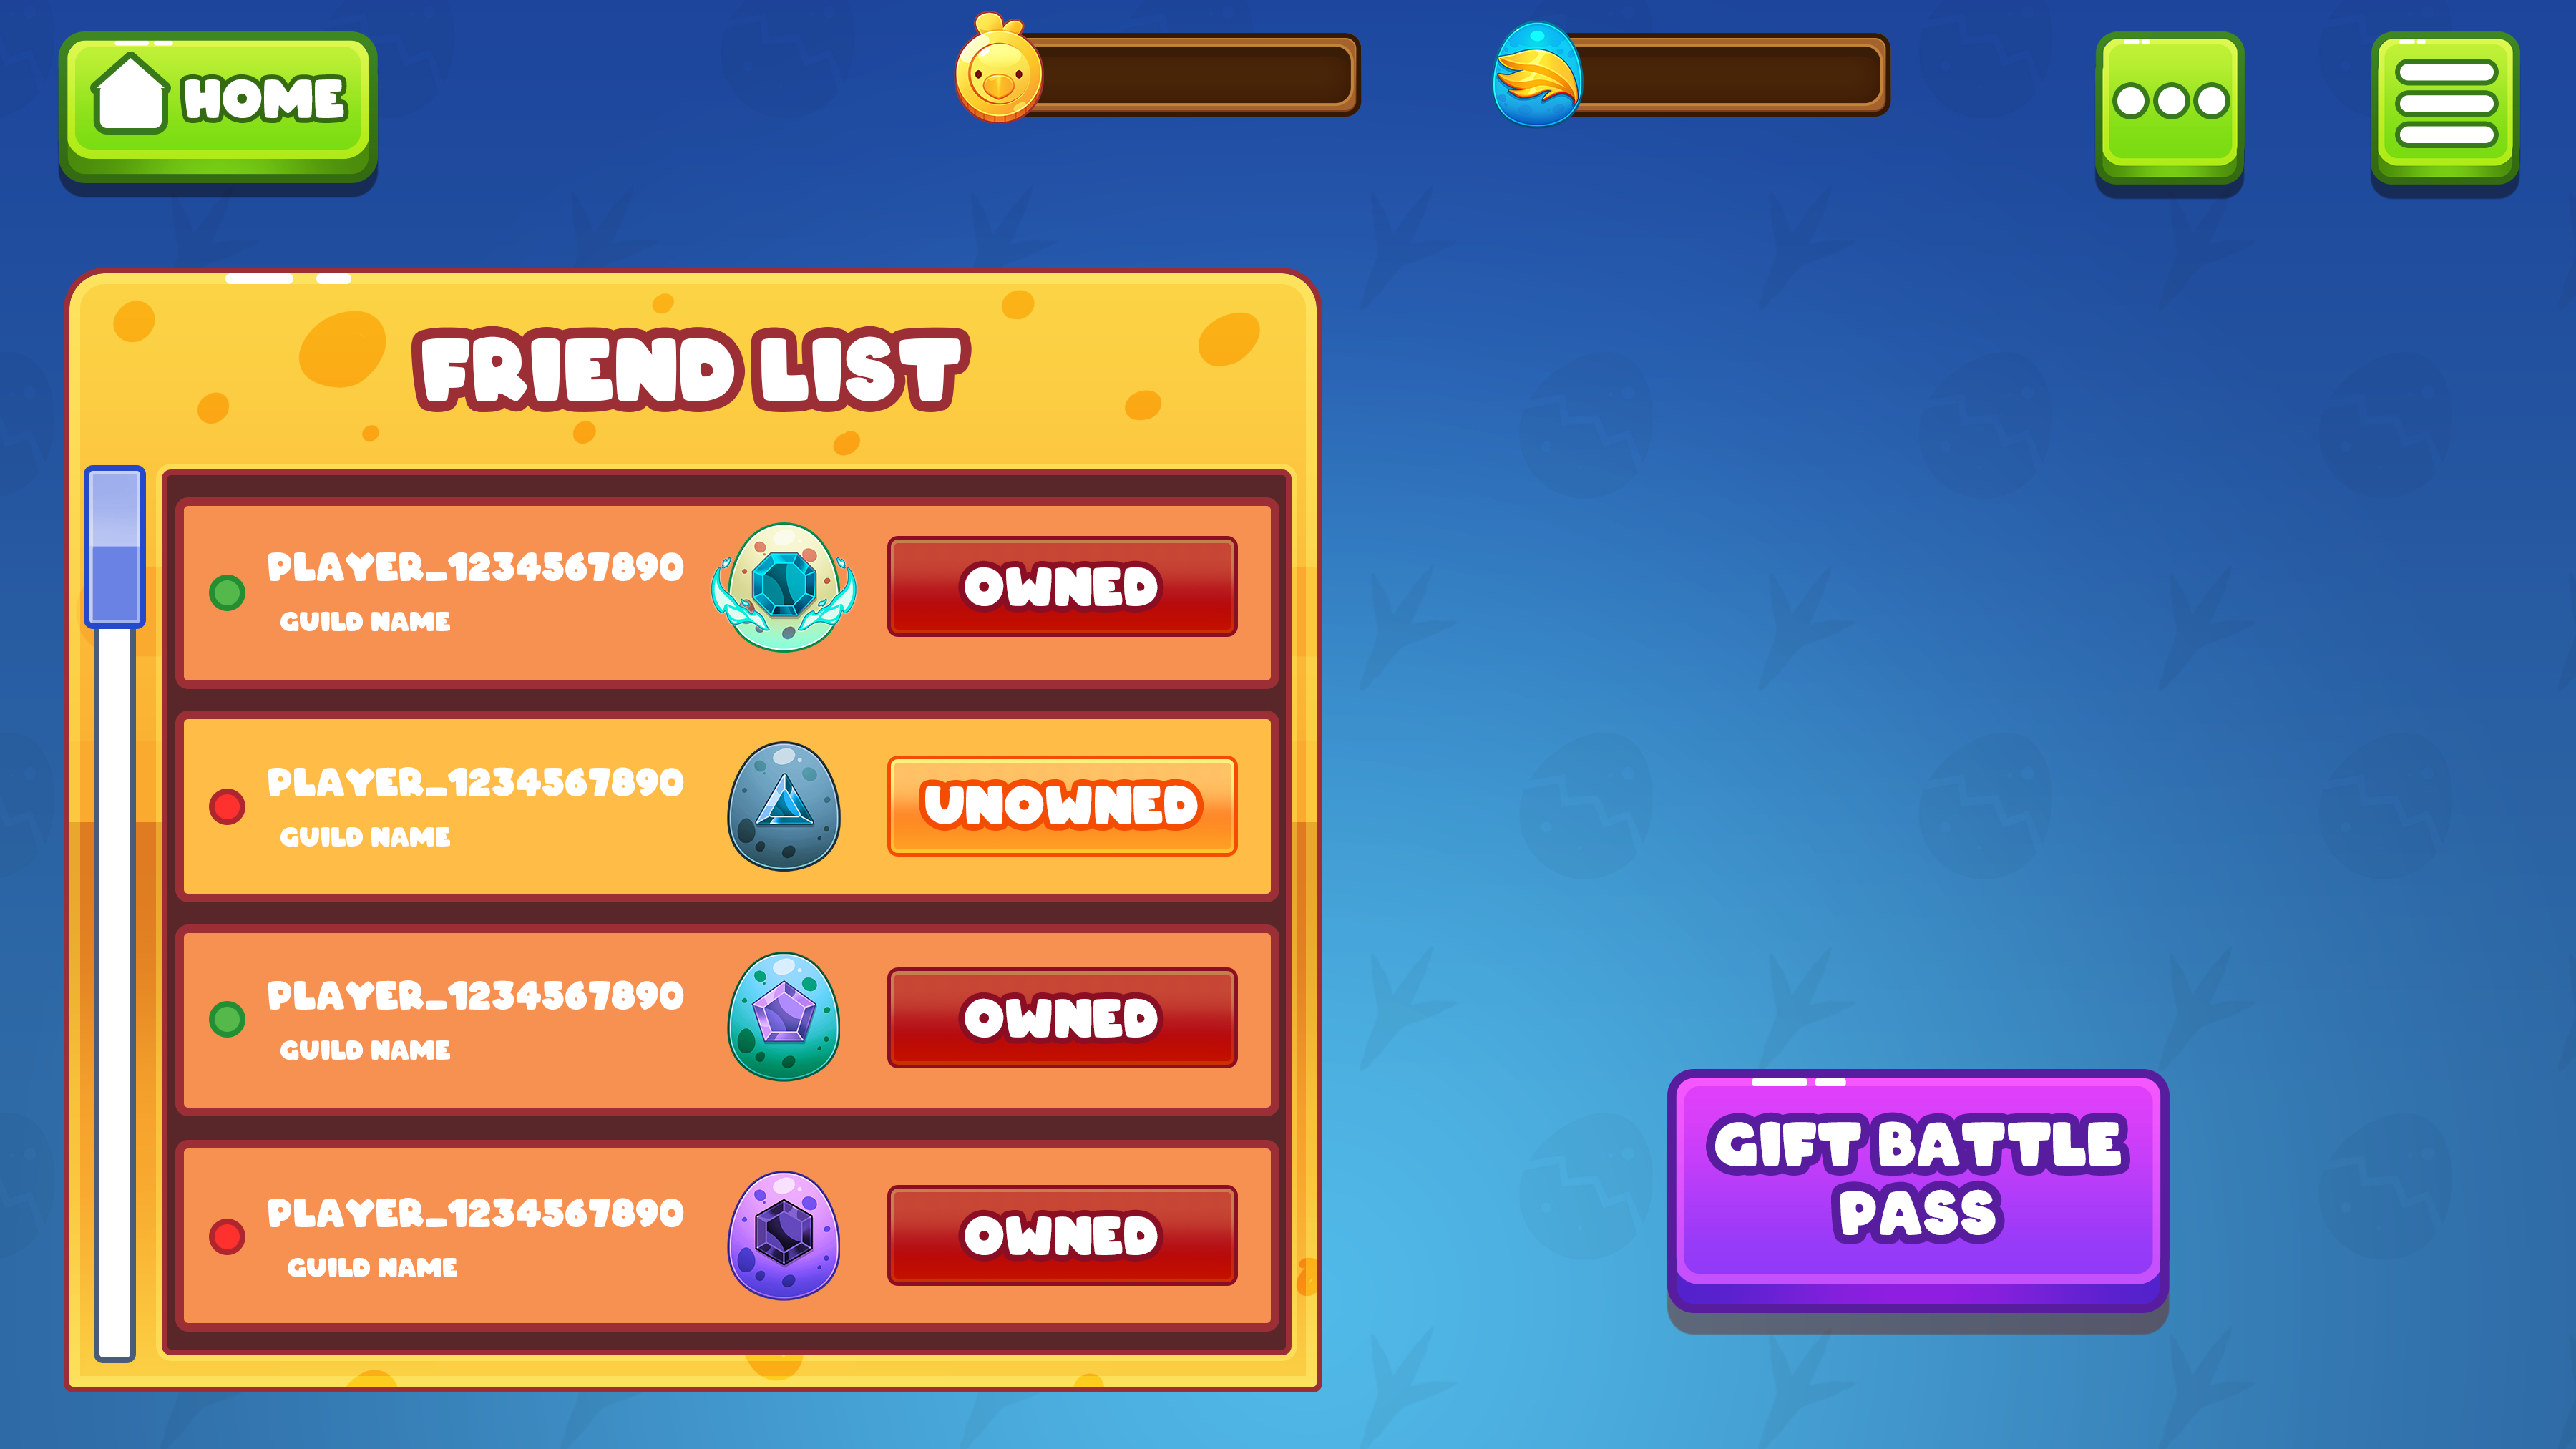 HOME
FRIEND LIST
PLAYER_1234567890
GUILD NAME
OWNED
PLAYER_1234567890
GUILD NAME
UNOWNED
PLAYER_1234567890
GUILD NAME
OWNED
PLAYER_1234567890
GUILD NAME
OWNED
GIFT BATTLE
PASS